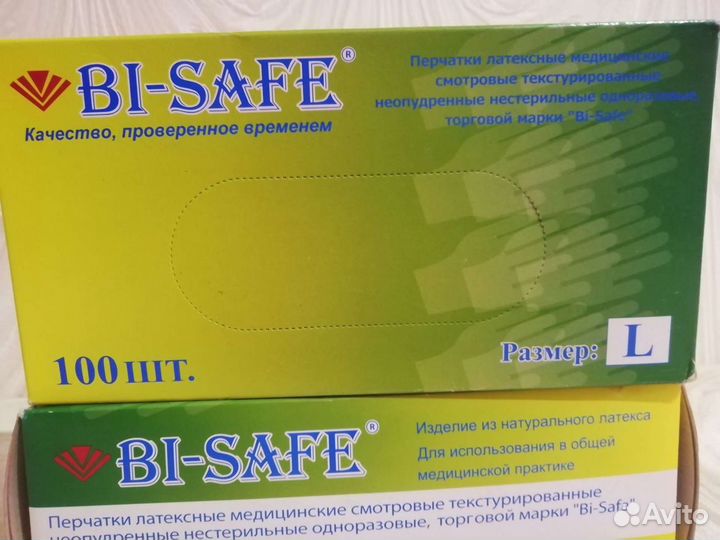 BI-SAFE®
Качество, проверенное временем
Перчатки латексные медицинские
смотровые текстурированные
неопудренные нестерильные одноразовые,
торговой марки "Bi-Safe"
100 шт.
Размер: L
BI-SAFE®
Изделие из натурального латекса
Для использования в общей
медицинской практике
Перчатки латексные медицинские смотровые текстурированные
неопудренные нестерильные одноразовые, торговой марки "Bi-Safa"
Avito